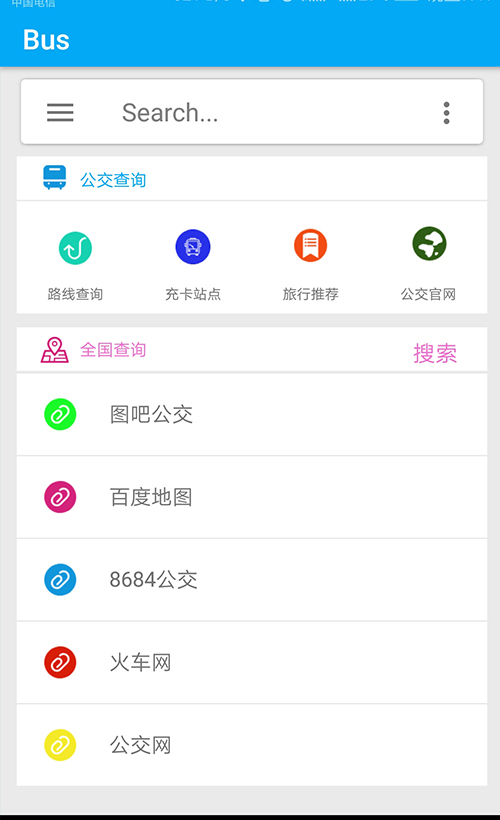 中国电信
Bus
Search...
公交查询
路线查询 充卡站点 旅行推荐 公交官网
全国查询 搜索
图吧公交
百度地图
8684公交
火车网
公交网